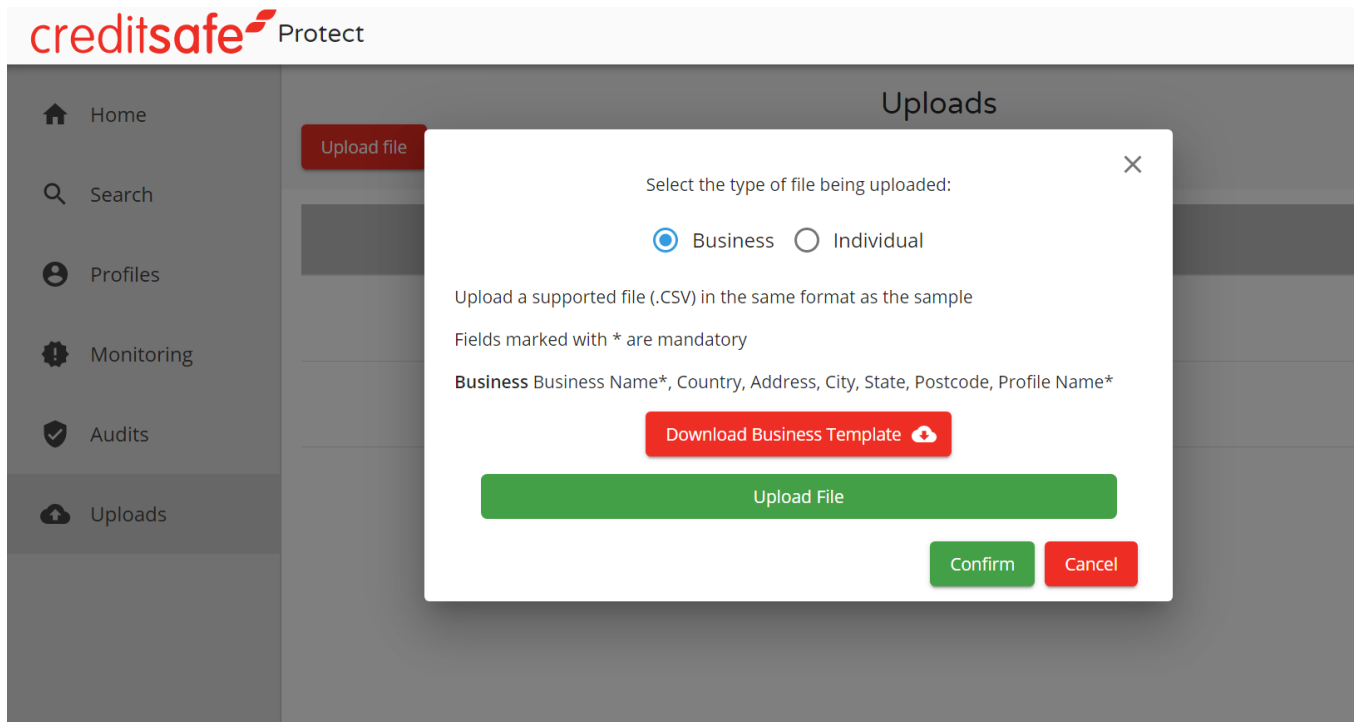 creditsafe Protect
Home
Search
Profiles
Monitoring
Audits
Uploads
Uploads
Upload file
Select the type of file being uploaded:
Business Individual
Upload a supported file (.CSV) in the same format as the sample
Fields marked with * are mandatory
Business Business Name*, Country, Address, City, State, Postcode, Profile Name*
Download Business Template
Upload File
Confirm Cancel